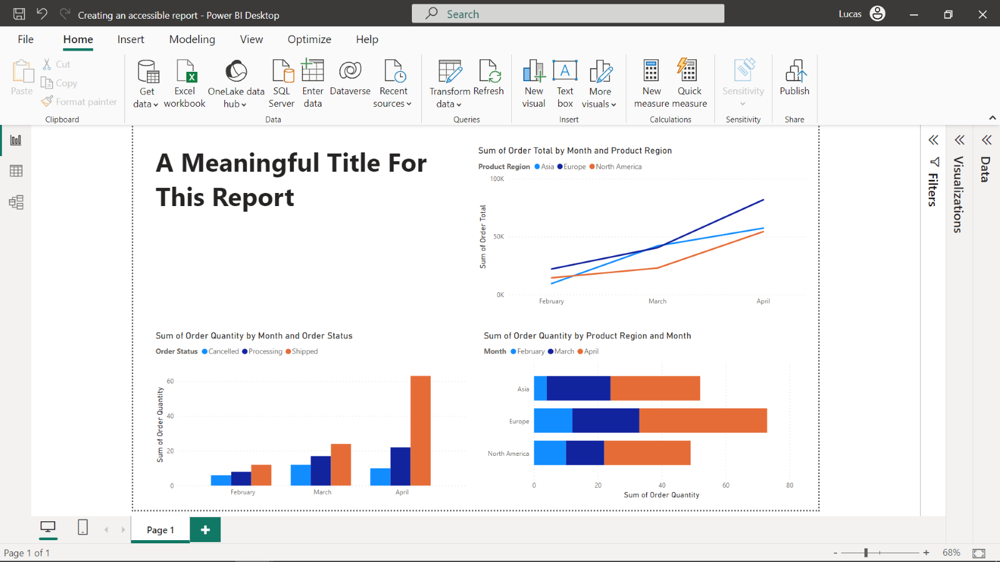 Creating an accessible report - Power BI Desktop
Search
Lucas
File Home Insert Modeling View Optimize Help
Paste
Cut
Copy
Format painter
Clipboard
Get data
Excel workbook
OneLake data hub
SQL Server
Enter data
Dataverse
Recent sources
Data
Transform data
Refresh
Queries
New visual
Text box
More visuals
Insert
New measure
Quick measure
Calculations
Sensitivity
Sensitivity
Publish
Share
A Meaningful Title For
This Report
Sum of Order Total by Month and Product Region
Product Region Asia Europe North America
Sum of Order Total
100K
50K
0K
February March April
Sum of Order Quantity by Month and Order Status
Order Status Cancelled Processing Shipped
Sum of Order Quantity
60
40
20
0
February March April
Sum of Order Quantity by Product Region and Month
Month February March April
Asia
Europe
North America
0 20 40 60 80
Sum of Order Quantity
Filters
Visualizations
Data
Page 1
Page 1 of 1
- + 68%